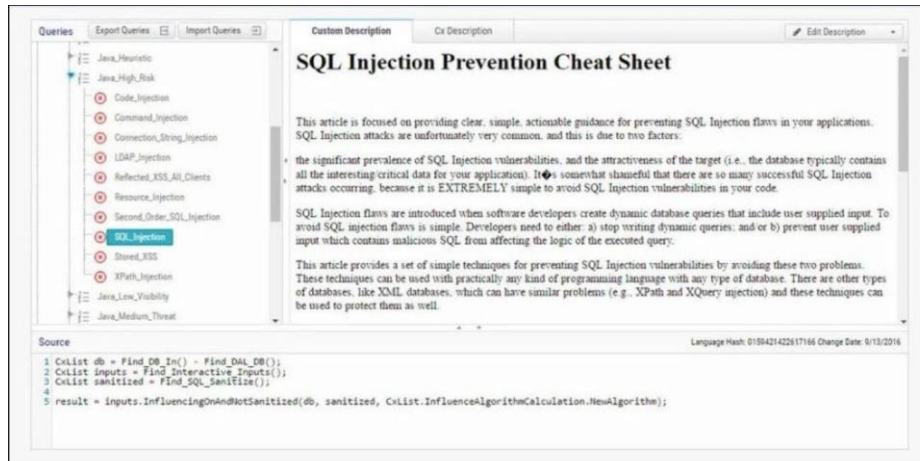 Queries
Export Queries
Import Queries
Custom Description
Cx Description
Edit Description
Java_Heuristic
Java_High_Risk
Code_Injection
Command_Injection
Connection_String_Injection
LDAP_Injection
Reflected_XSS_All_Clients
Resource_Injection
Second_Order_SQL_Injection
SQL_Injection
Stored_XSS
XPath_Injection
Java_Low_Visibility
Java_Medium_Threat
SQL Injection Prevention Cheat Sheet
This article is focused on providing clear, simple, actionable guidance for preventing SQL Injection flaws in your applications.
SQL Injection attacks are unfortunately very common, and this is due to two factors:
the significant prevalence of SQL Injection vulnerabilities, and the attractiveness of the target (i.e., the database typically contains
all the interesting/critical data for your application). It�s somewhat shameful that there are so many successful SQL Injection
attacks occurring, because it is EXTREMELY simple to avoid SQL Injection vulnerabilities in your code.
SQL Injection flaws are introduced when software developers create dynamic database queries that include user supplied input. To
avoid SQL injection flaws is simple. Developers need to either: a) stop writing dynamic queries; and/or b) prevent user supplied
input which contains malicious SQL from affecting the logic of the executed query.
This article provides a set of simple techniques for preventing SQL Injection vulnerabilities by avoiding these two problems.
These techniques can be used with practically any kind of programming language with any type of database. There are other types
of databases, like XML databases, which can have similar problems (e.g., XPath and XQuery injection) and these techniques can
be used to protect them as well.
Source
Language Hash: 0150421422617166 Change Date: 9/13/2016
1 CxList db = Find_DB_In() - Find_DAL_DB();
2 CxList inputs = Find_Interactive_Inputs();
3 CxList sanitized = Find_SQL_Sanitize();
4
5 result = inputs.InfluencingOnAndNotSanitized(db, sanitized, CxList.InfluenceAlgorithmCalculation.NewAlgorithm);